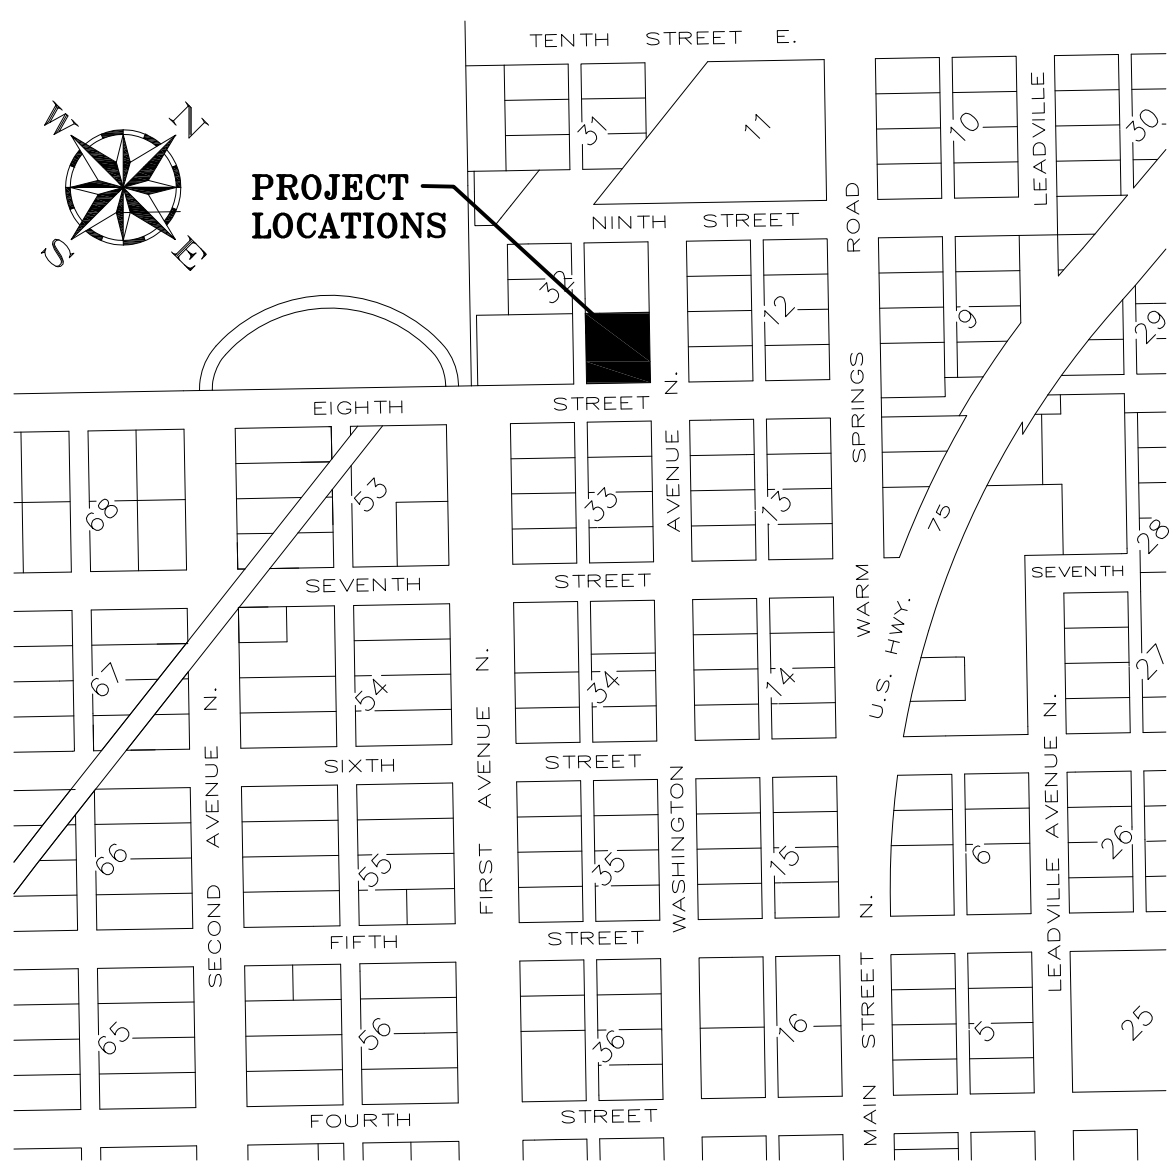 TENTH STREET E.
W
N
S
E
PROJECT
LOCATIONS
31
11
10
LEADVILLE
30
NINTH STREET
ROAD
32
12
9
29
EIGHTH STREET
SPRINGS
AVENUE N.
68
53
33
13
75
28
SEVENTH STREET
SEVENTH
WARM
U.S. HWY.
67
54
34
14
27
SIXTH STREET
SECOND AVENUE N.
FIRST AVENUE N.
WASHINGTON
LEADVILLE AVENUE N.
66
55
35
15
6
26
FIFTH STREET
MAIN STREET N.
65
56
36
16
5
25
FOURTH STREET